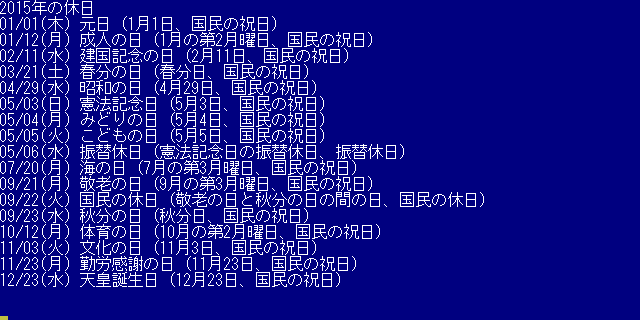 2015年の休日
01/01(木) 元日 (1月1日、国民の祝日)
01/12(月) 成人の日 (1月の第2月曜日、国民の祝日)
02/11(水) 建国記念の日 (2月11日、国民の祝日)
03/21(土) 春分の日 (春分日、国民の祝日)
04/29(水) 昭和の日 (4月29日、国民の祝日)
05/03(日) 憲法記念日 (5月3日、国民の祝日)
05/04(月) みどりの日 (5月4日、国民の祝日)
05/05(火) こどもの日 (5月5日、国民の祝日)
05/06(水) 振替休日 (憲法記念日の振替休日、振替休日)
07/20(月) 海の日 (7月の第3月曜日、国民の祝日)
09/21(月) 敬老の日 (9月の第3月曜日、国民の祝日)
09/22(火) 国民の休日 (敬老の日と秋分の日の間の日、国民の休日)
09/23(水) 秋分の日 (秋分日、国民の祝日)
10/12(月) 体育の日 (10月の第2月曜日、国民の祝日)
11/03(火) 文化の日 (11月3日、国民の祝日)
11/23(月) 勤労感謝の日 (11月23日、国民の祝日)
12/23(水) 天皇誕生日 (12月23日、国民の祝日)